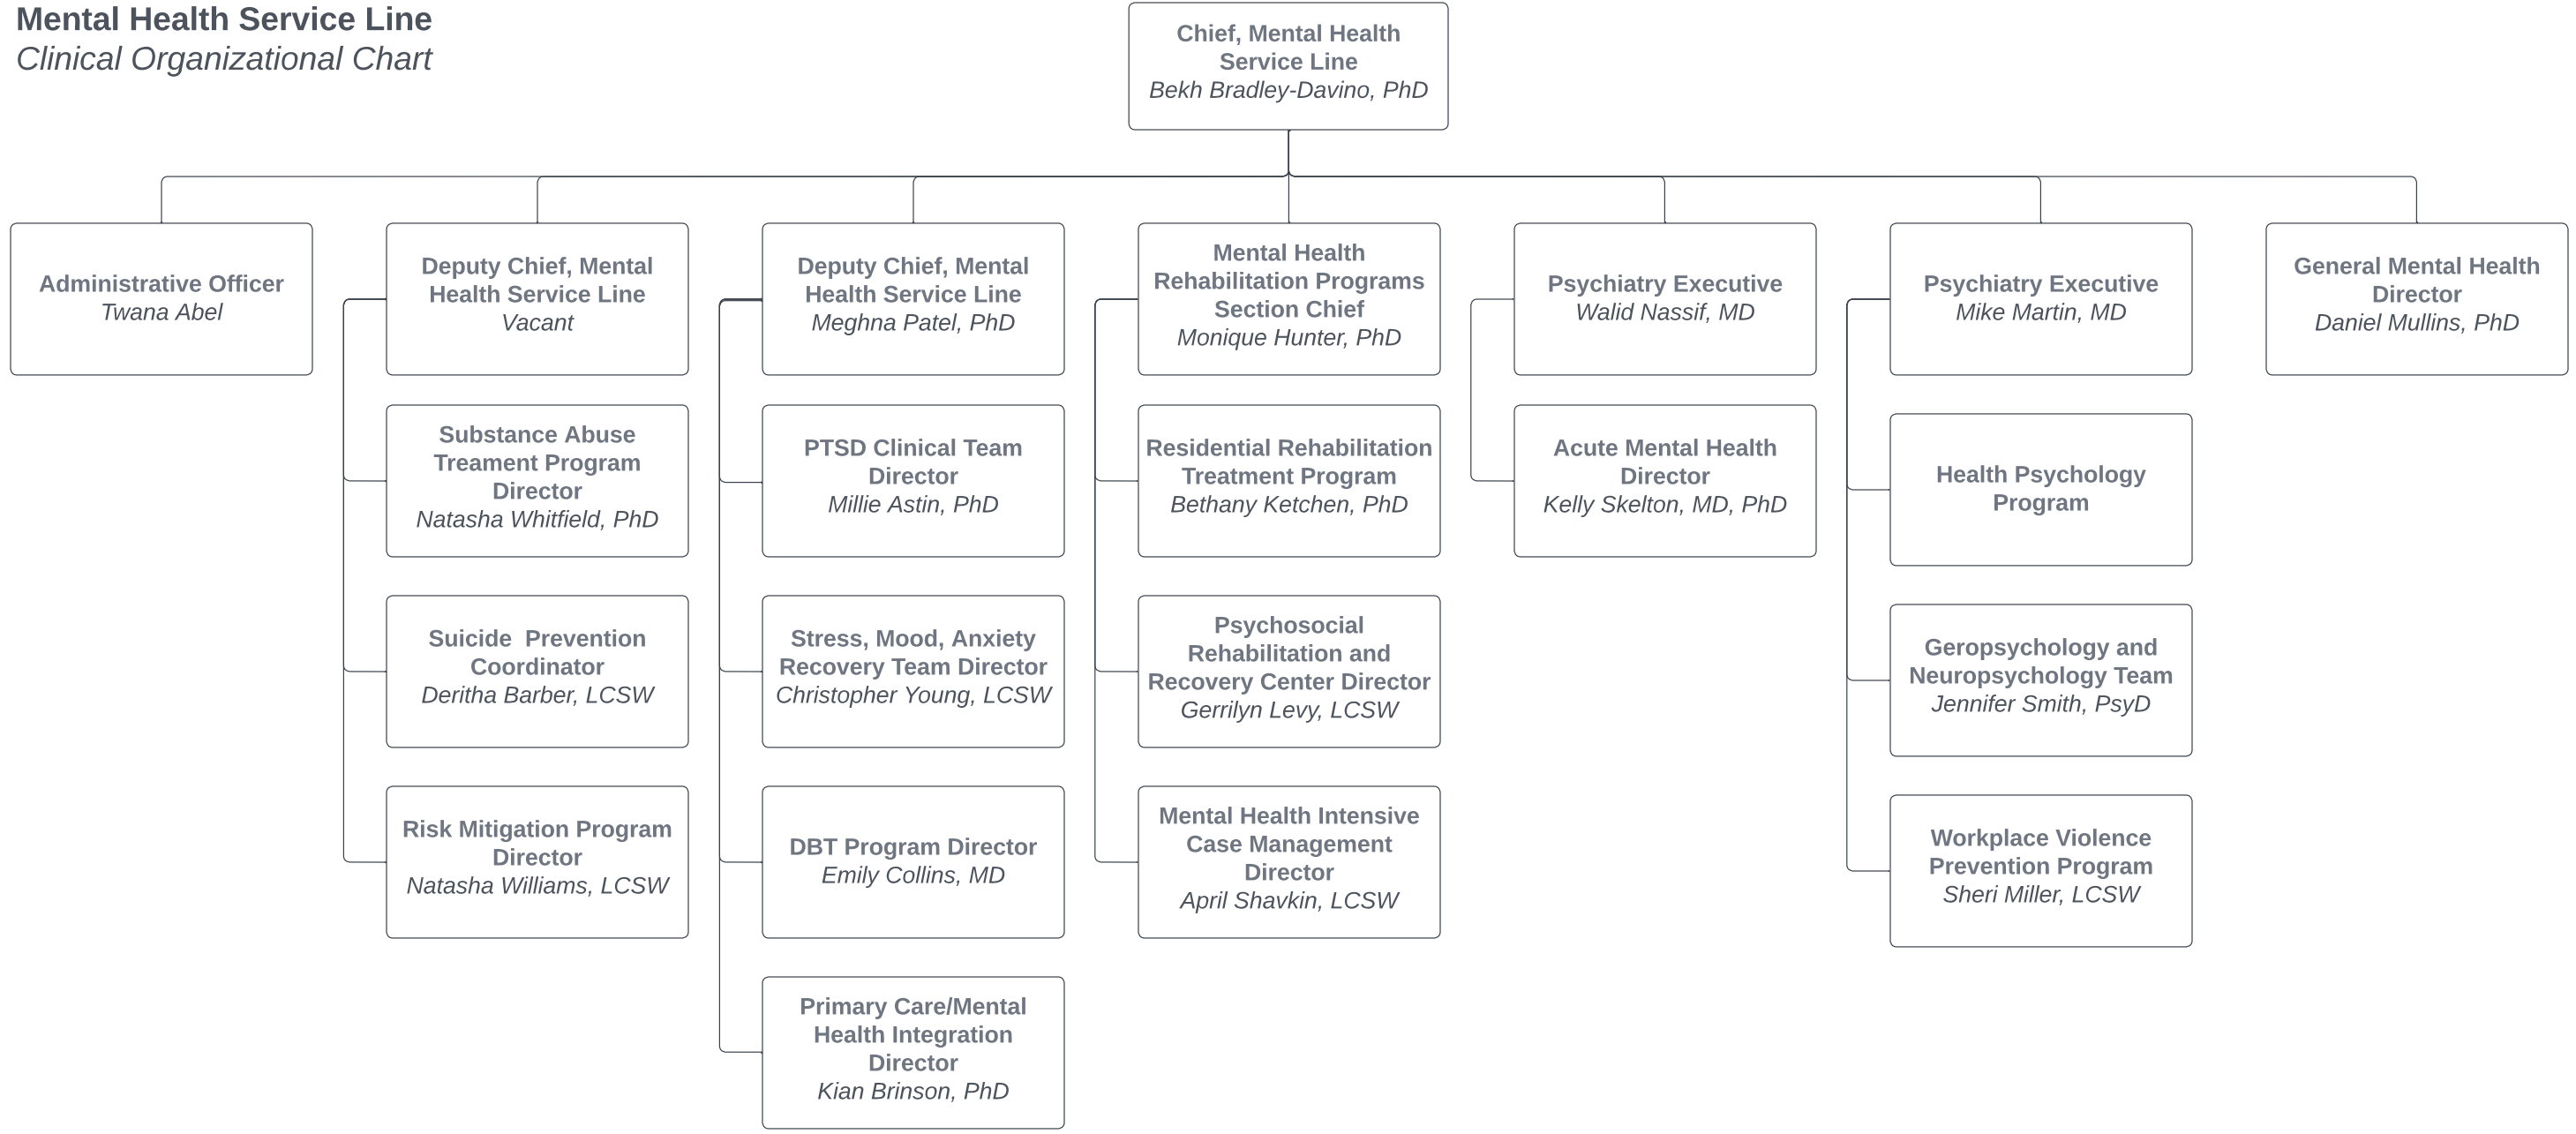 Mental Health Service Line
Clinical Organizational Chart
Chief, Mental Health
Service Line
Bekh Bradley-Davino, PhD
Administrative Officer
Twana Abel
Deputy Chief, Mental
Health Service Line
Vacant
Deputy Chief, Mental
Health Service Line
Meghna Patel, PhD
Mental Health
Rehabilitation Programs
Section Chief
Monique Hunter, PhD
Psychiatry Executive
Walid Nassif, MD
Psychiatry Executive
Mike Martin, MD
General Mental Health
Director
Daniel Mullins, PhD
Substance Abuse
Treament Program
Director
Natasha Whitfield, PhD
PTSD Clinical Team
Director
Millie Astin, PhD
Residential Rehabilitation
Treatment Program
Bethany Ketchen, PhD
Acute Mental Health
Director
Kelly Skelton, MD, PhD
Health Psychology
Program
Suicide  Prevention
Coordinator
Deritha Barber, LCSW
Stress, Mood, Anxiety
Recovery Team Director
Christopher Young, LCSW
Psychosocial
Rehabilitation and
Recovery Center Director
Gerrilyn Levy, LCSW
Geropsychology and
Neuropsychology Team
Jennifer Smith, PsyD
Risk Mitigation Program
Director
Natasha Williams, LCSW
DBT Program Director
Emily Collins, MD
Mental Health Intensive
Case Management
Director
April Shavkin, LCSW
Workplace Violence
Prevention Program
Sheri Miller, LCSW
Primary Care/Mental
Health Integration
Director
Kian Brinson, PhD